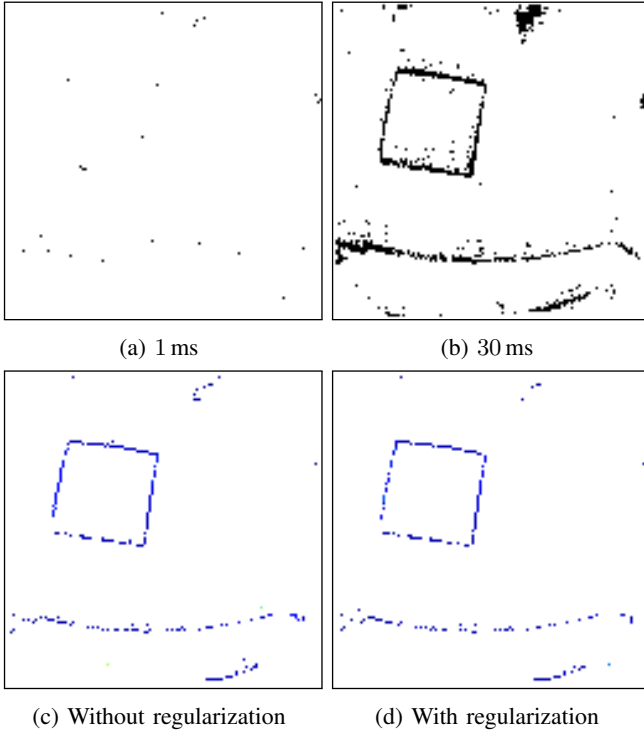 (a) 1 ms
(b) 30 ms
(c) Without regularization
(d) With regularization